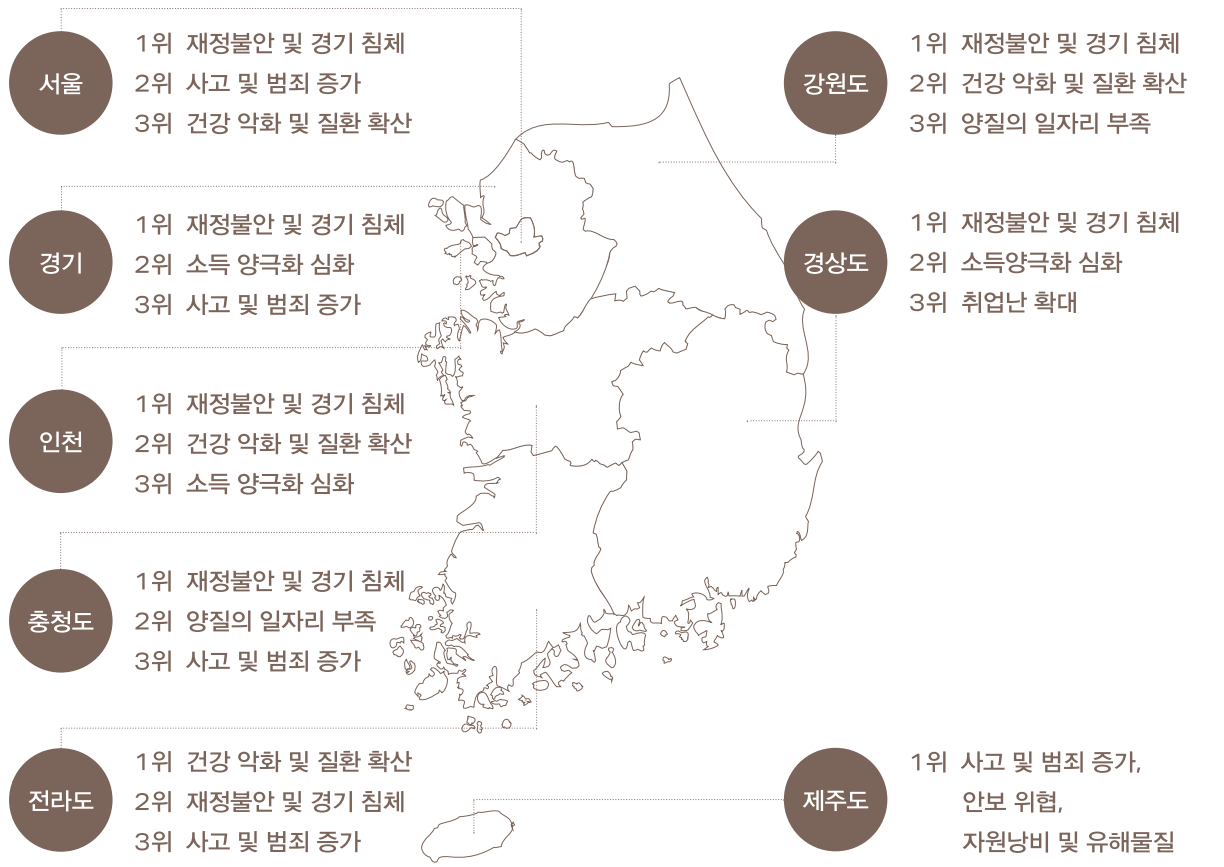 서울
1위 재정불안 및 경기 침체
2위 사고 및 범죄 증가
3위 건강 악화 및 질환 확산
강원도
1위 재정불안 및 경기 침체
2위 건강 악화 및 질환 확산
3위 양질의 일자리 부족
경기
1위 재정불안 및 경기 침체
2위 소득 양극화 심화
3위 사고 및 범죄 증가
경상도
1위 재정불안 및 경기 침체
2위 소득양극화 심화
3위 취업난 확대
인천
1위 재정불안 및 경기 침체
2위 건강 악화 및 질환 확산
3위 소득 양극화 심화
충청도
1위 재정불안 및 경기 침체
2위 양질의 일자리 부족
3위 사고 및 범죄 증가
전라도
1위 건강 악화 및 질환 확산
2위 재정불안 및 경기 침체
3위 사고 및 범죄 증가
제주도
1위 사고 및 범죄 증가,
안보 위협,
자원낭비 및 유해물질